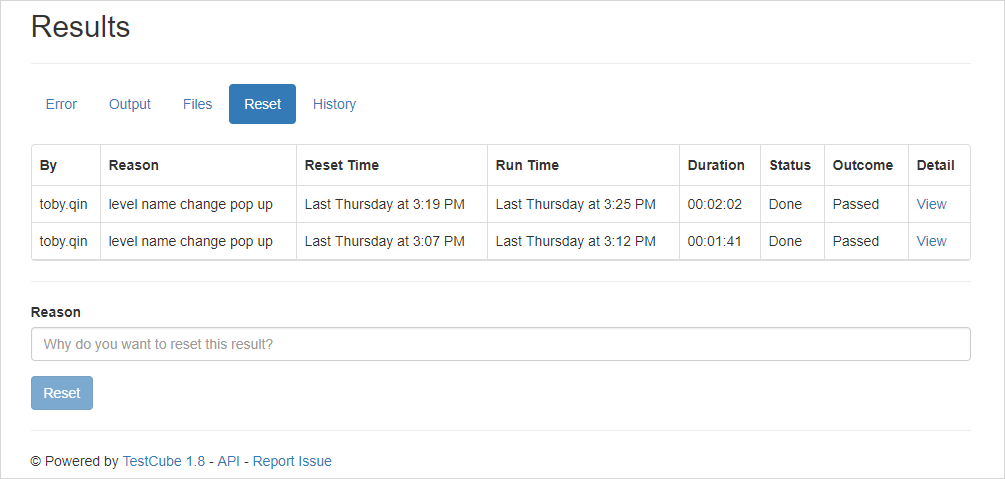 Results
Error Output Files Reset History
By Reason Reset Time Run Time Duration Status Outcome Detail
toby.qin level name change pop up Last Thursday at 3:19 PM Last Thursday at 3:25 PM 00:02:02 Done Passed View
toby.qin level name change pop up Last Thursday at 3:07 PM Last Thursday at 3:12 PM 00:01:41 Done Passed View
Reason
Why do you want to reset this result?
Reset
© Powered by TestCube 1.8 - API - Report Issue